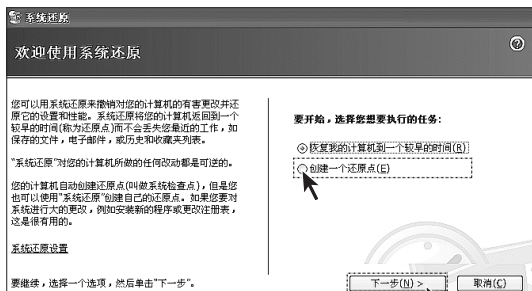 系统还原
欢迎使用系统还原
您可以用系统还原来撤销对您的计算机的有害更改并还
原它的设置和性能。系统还原将您的计算机返回到一个
较早的时间(称为还原点)而不会丢失您最近的工作，如
保存的文件，电子邮件，或历史和收藏夹列表。
"系统还原"对您的计算机所做的任何改动都是可逆的。
您的计算机自动创建还原点(叫做系统检查点)，但是您
也可以使用"系统还原"创建自己的还原点。如果您要对
系统进行大的更改，例如安装新的程序或更改注册表，
这是很有用的。
系统还原设置
要继续，选择一个选项，然后单击"下一步"。
要开始，选择您想要执行的任务：
恢复我的计算机到一个较早的时间(R)
创建一个还原点(E)
下一步(N) >
取消(C)